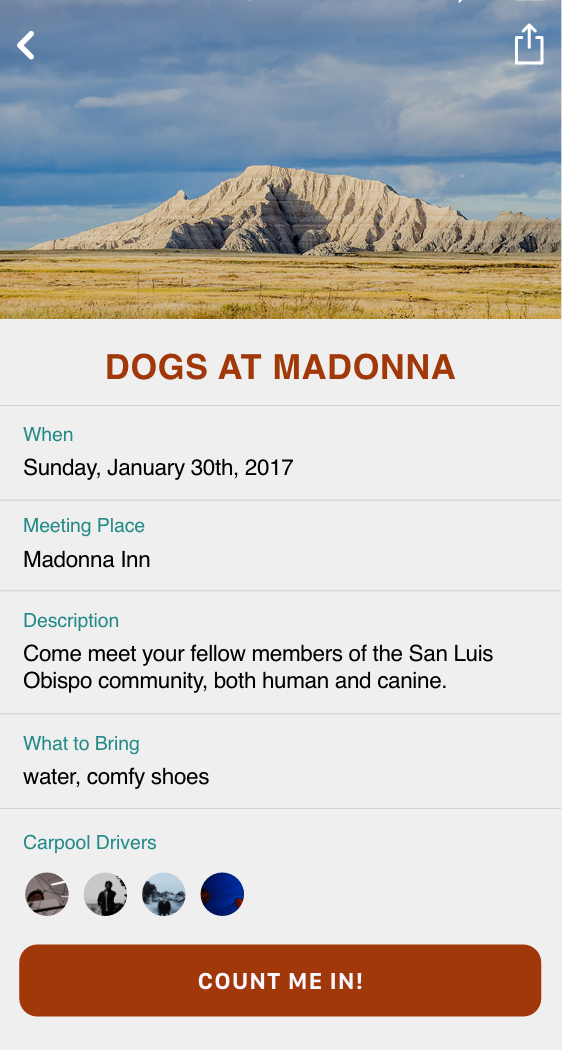 DOGS AT MADONNA
When
Sunday, January 30th, 2017
Meeting Place
Madonna Inn
Description
Come meet your fellow members of the San Luis
Obispo community, both human and canine.
What to Bring
water, comfy shoes
Carpool Drivers
COUNT ME IN!